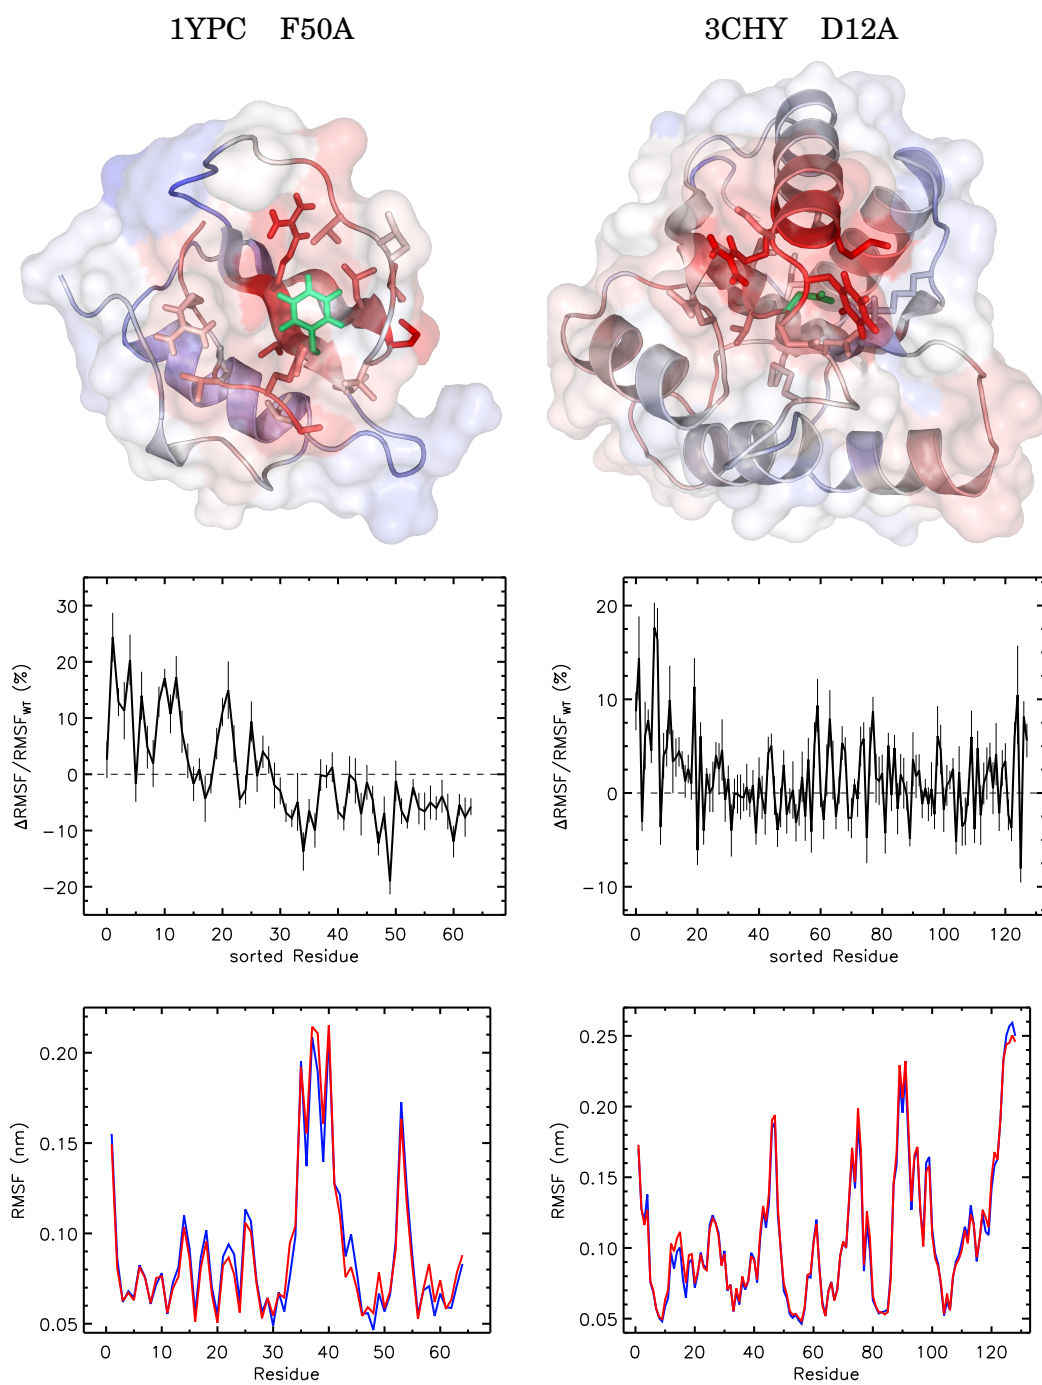 1YPC F50A
3CHY D12A
ΔRMSF/RMSF_WT (%)
30
20
10
0
−10
−20
0 10 20 30 40 50 60
sorted Residue
ΔRMSF/RMSF_WT (%)
20
10
0
−10
0 20 40 60 80 100 120
sorted Residue
RMSF (nm)
0.20
0.15
0.10
0.05
0 10 20 30 40 50 60
Residue
RMSF (nm)
0.25
0.20
0.15
0.10
0.05
0 20 40 60 80 100 120
Residue